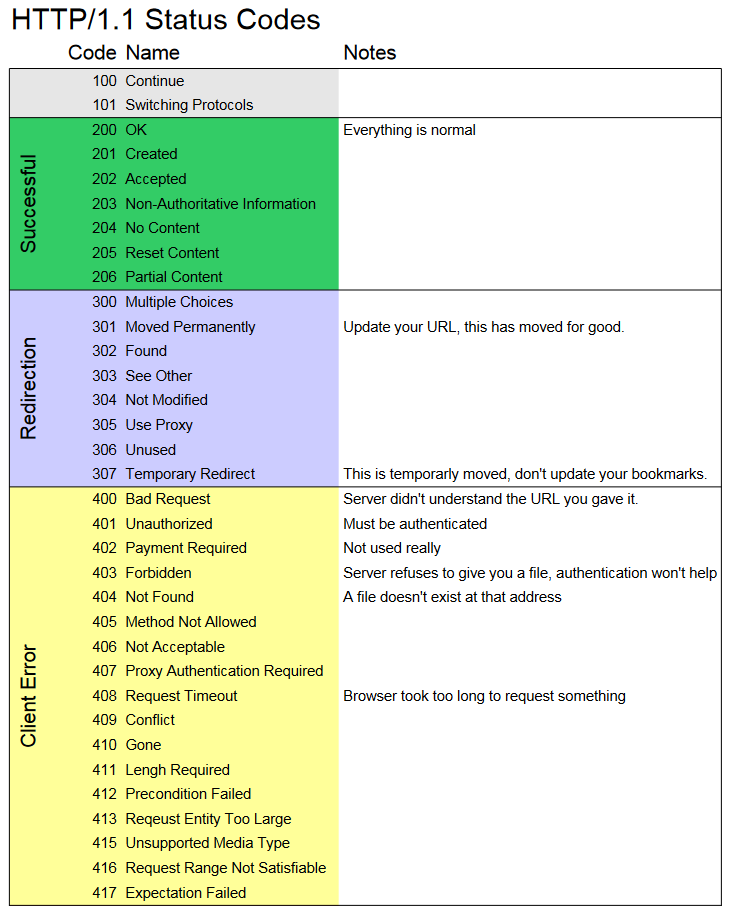 HTTP/1.1 Status Codes
Code Name Notes
100 Continue
101 Switching Protocols
Successful
200 OK Everything is normal
201 Created
202 Accepted
203 Non-Authoritative Information
204 No Content
205 Reset Content
206 Partial Content
Redirection
300 Multiple Choices
301 Moved Permanently Update your URL, this has moved for good.
302 Found
303 See Other
304 Not Modified
305 Use Proxy
306 Unused
307 Temporary Redirect This is temporarly moved, don't update your bookmarks.
Client Error
400 Bad Request Server didn't understand the URL you gave it.
401 Unauthorized Must be authenticated
402 Payment Required Not used really
403 Forbidden Server refuses to give you a file, authentication won't help
404 Not Found A file doesn't exist at that address
405 Method Not Allowed
406 Not Acceptable
407 Proxy Authentication Required
408 Request Timeout Browser took too long to request something
409 Conflict
410 Gone
411 Lengh Required
412 Precondition Failed
413 Reqeust Entity Too Large
415 Unsupported Media Type
416 Request Range Not Satisfiable
417 Expectation Failed